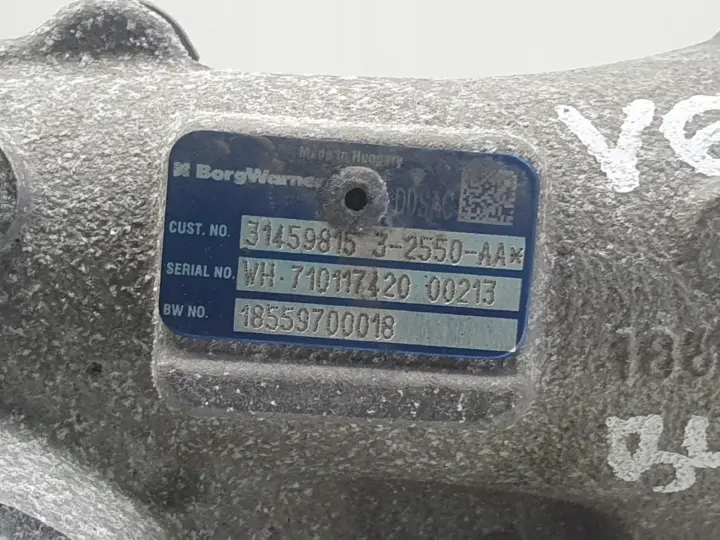 Made in Hungary
BorgWarner
CUST. NO. 31459815 3-2550-AA*
SERIAL NO. WH-710117420 00213
BW NO. 18559700018